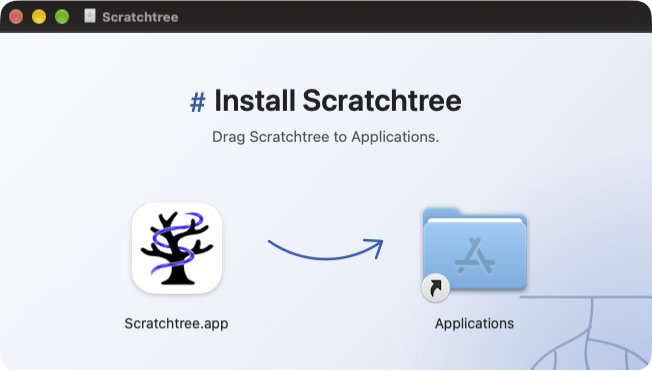 Scratchtree
# Install Scratchtree
Drag Scratchtree to Applications.
Scratchtree.app
Applications